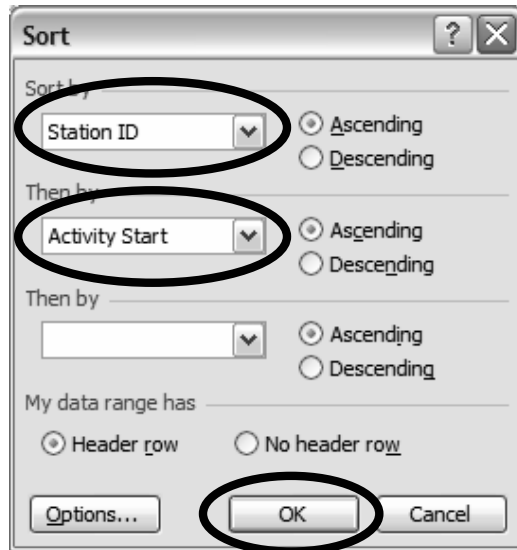 Sort ?
Sort by
Station ID
Ascending
Descending
Then by
Activity Start
Ascending
Descending
Then by
Ascending
Descending
My data range has
Header row No header row
Options... OK Cancel